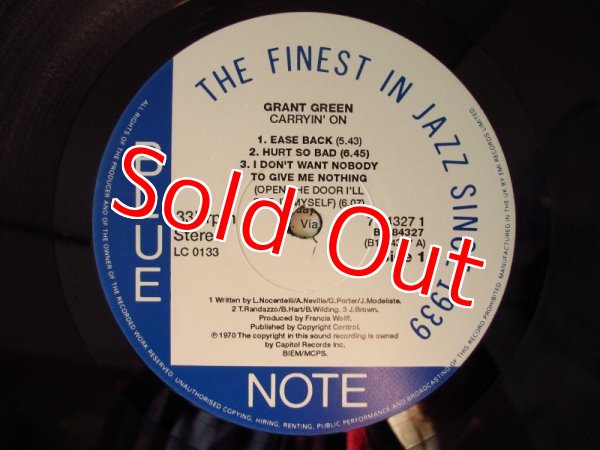 THE FINEST IN JAZZ SINCE 1939
GRANT GREEN
CARRYIN' ON
1. EASE BACK (5.43)
2. HURT SO BAD (6.45)
3. I DON'T WANT NOBODY
TO GIVE ME NOTHING
(OPEN THE DOOR I'LL
MYSELF) (6.07)
Sold Out
Via
Stereo
LC 0133
Side 1
BLUE
NOTE
1 Written by L.Nocentelli/A.Neville/G.Porter/J.Modeliste.
2 T.Randazzo/B.Hart/B.Wilding. 3 J.Brown.
Produced by Francis Wolff.
Published by Copyright Control.
℗ 1970 The copyright in this sound recording is owned
by Capitol Records Inc.
BIEM/MCPS.
ALL RIGHTS OF THE PRODUCER AND OF THE OWNER OF THE RECORDED WORK RESERVED. UNAUTHORISED COPYING, HIRING, RENTING, PUBLIC PERFORMANCE AND BROADCASTING OF THIS RECORD PROHIBITED. MANUFACTURED IN THE UK BY EMI RECORDS LIMITED.